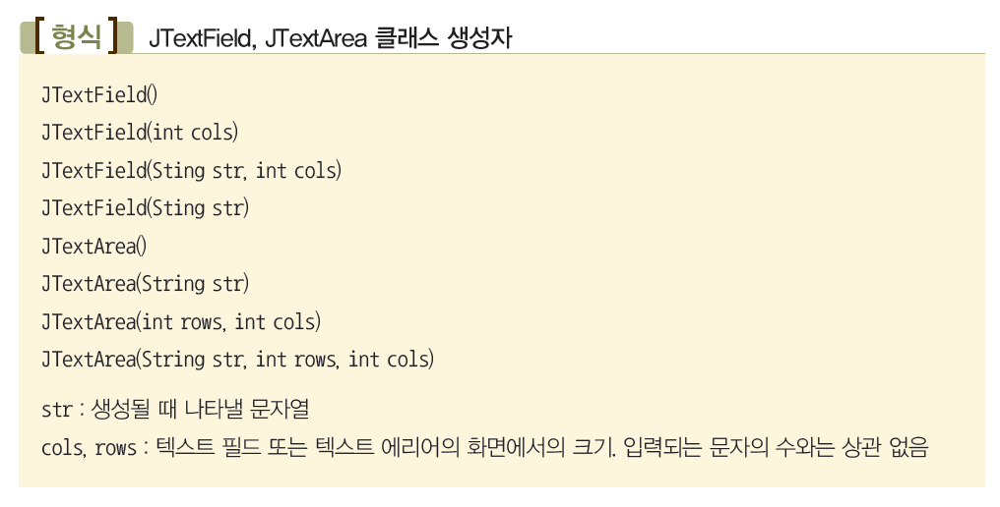 [형식] JTextField, JTextArea 클래스 생성자
JTextField()
JTextField(int cols)
JTextField(Sting str, int cols)
JTextField(Sting str)
JTextArea()
JTextArea(String str)
JTextArea(int rows, int cols)
JTextArea(String str, int rows, int cols)
str : 생성될 때 나타낼 문자열
cols, rows : 텍스트 필드 또는 텍스트 에리어의 화면에서의 크기. 입력되는 문자의 수와는 상관 없음